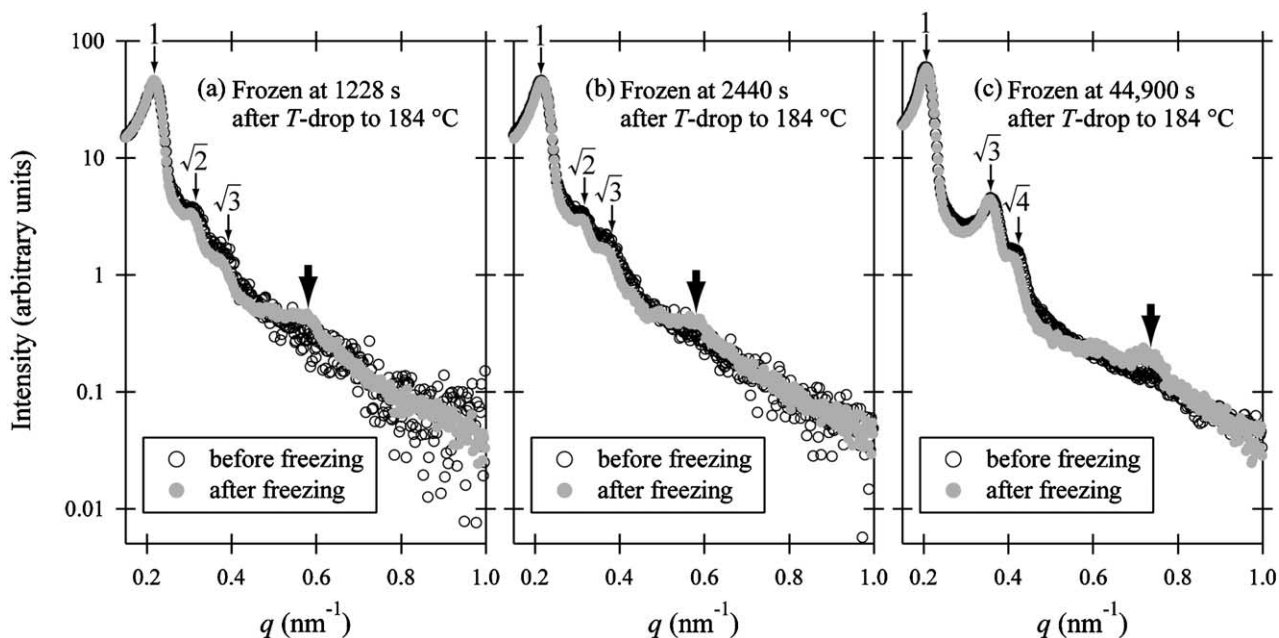 Intensity (arbitrary units)
100
10
1
0.1
0.01
1
√2
√3
(a) Frozen at 1228 s
after T-drop to 184 °C
before freezing
after freezing
0.2 0.4 0.6 0.8 1.0
q (nm⁻¹)
1
√2
√3
(b) Frozen at 2440 s
after T-drop to 184 °C
before freezing
after freezing
0.2 0.4 0.6 0.8 1.0
q (nm⁻¹)
1
√3
√4
(c) Frozen at 44,900 s
after T-drop to 184 °C
before freezing
after freezing
0.2 0.4 0.6 0.8 1.0
q (nm⁻¹)